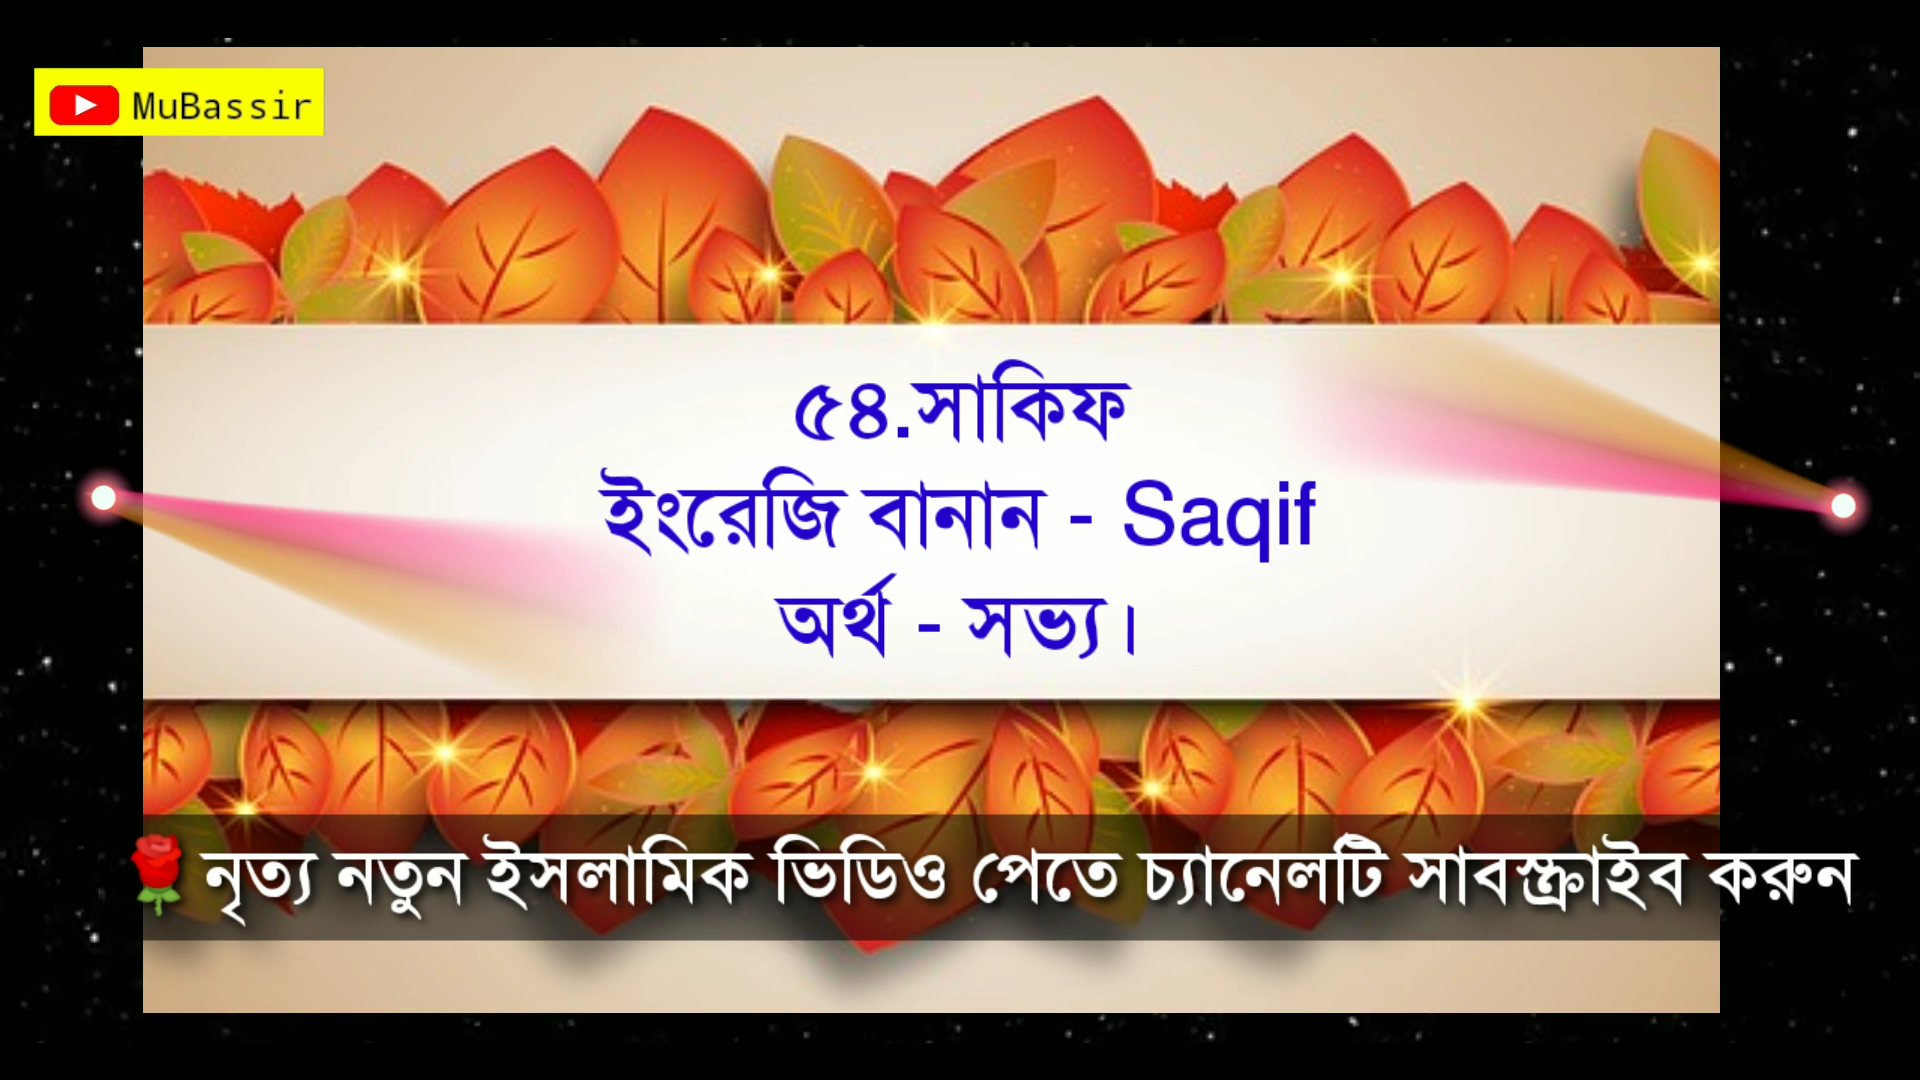 MuBassir
৫৪.সাকিফ
ইংরেজি বানান - Saqif
অর্থ - সভ্য।
🌹নৃত্য নতুন ইসলামিক ভিডিও পেতে চ্যানেলটি সাবস্ক্রাইব করুন